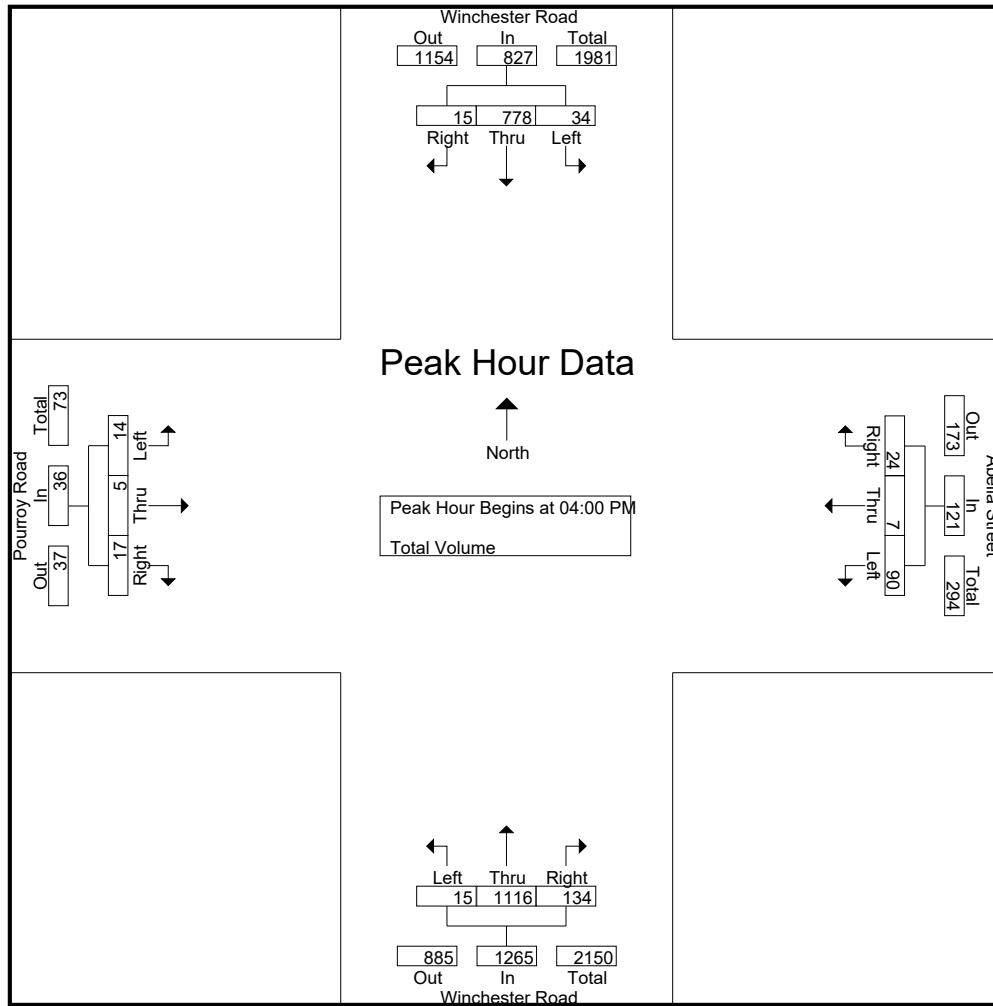 Winchester Road
Out In Total
1154 827 1981
15 778 34
Right Thru Left
Peak Hour Data
North
Peak Hour Begins at 04:00 PM
Total Volume
Pourroy Road
Total In Out
73 36 37
14 5 17
Left Thru Right
Abella Street
Out In Total
173 121 294
24 7 90
Right Thru Left
Left Thru Right
15 1116 134
885 1265 2150
Out In Total
Winchester Road